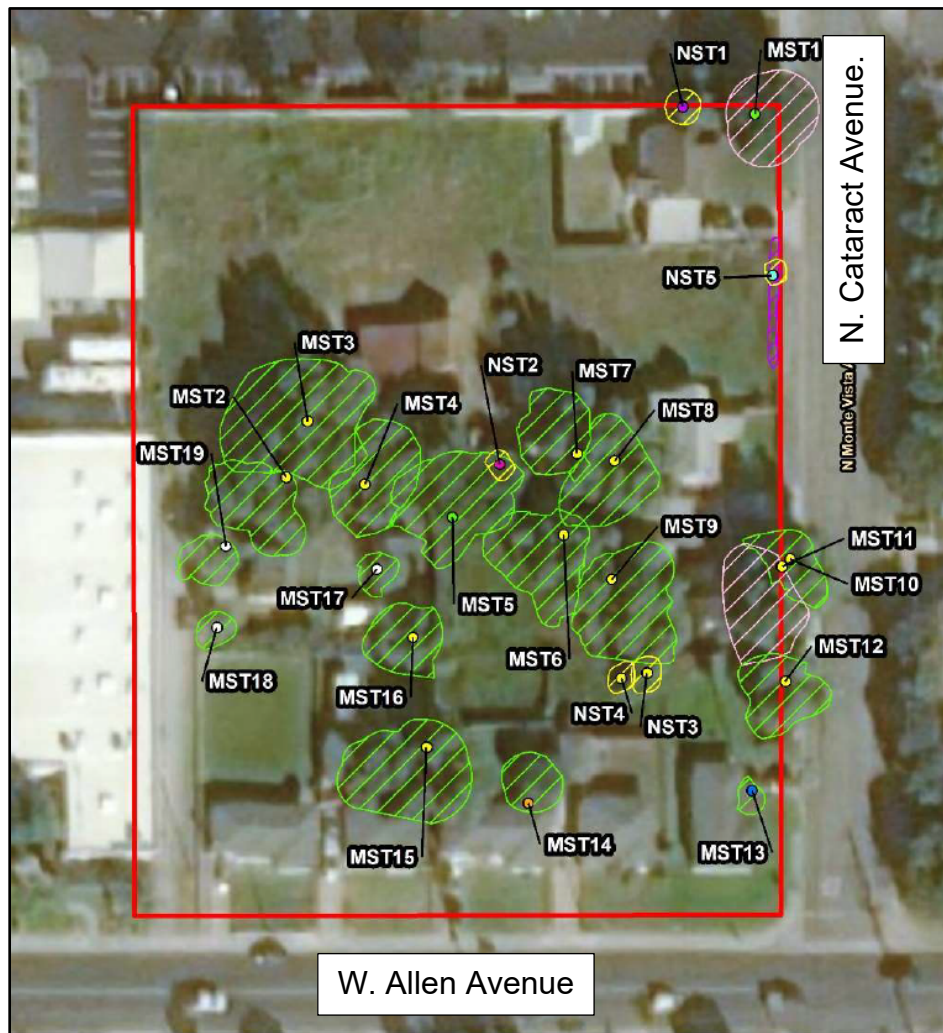 NST1
MST1
N. Cataract Avenue.
NST5
MST3
NST2
MST7
MST2
MST4
MST8
MST19
N Monte Vista
MST9
MST11
MST17
MST5
MST10
MST6
MST12
MST18
MST16
NST4
NST3
MST15
MST14
MST13
W. Allen Avenue